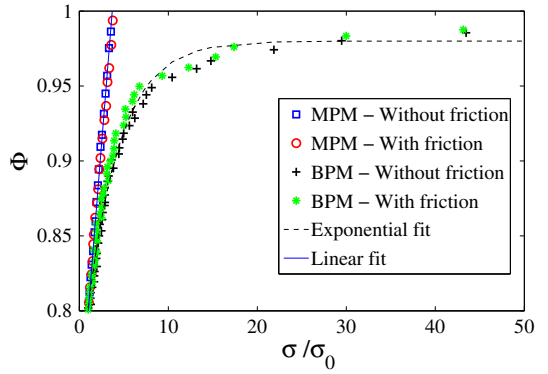 1
0.95
0.9
0.85
0.8
Φ
MPM − Without friction
MPM − With friction
BPM − Without friction
BPM − With friction
Exponential fit
Linear fit
0 10 20 30 40 50
σ/σ₀